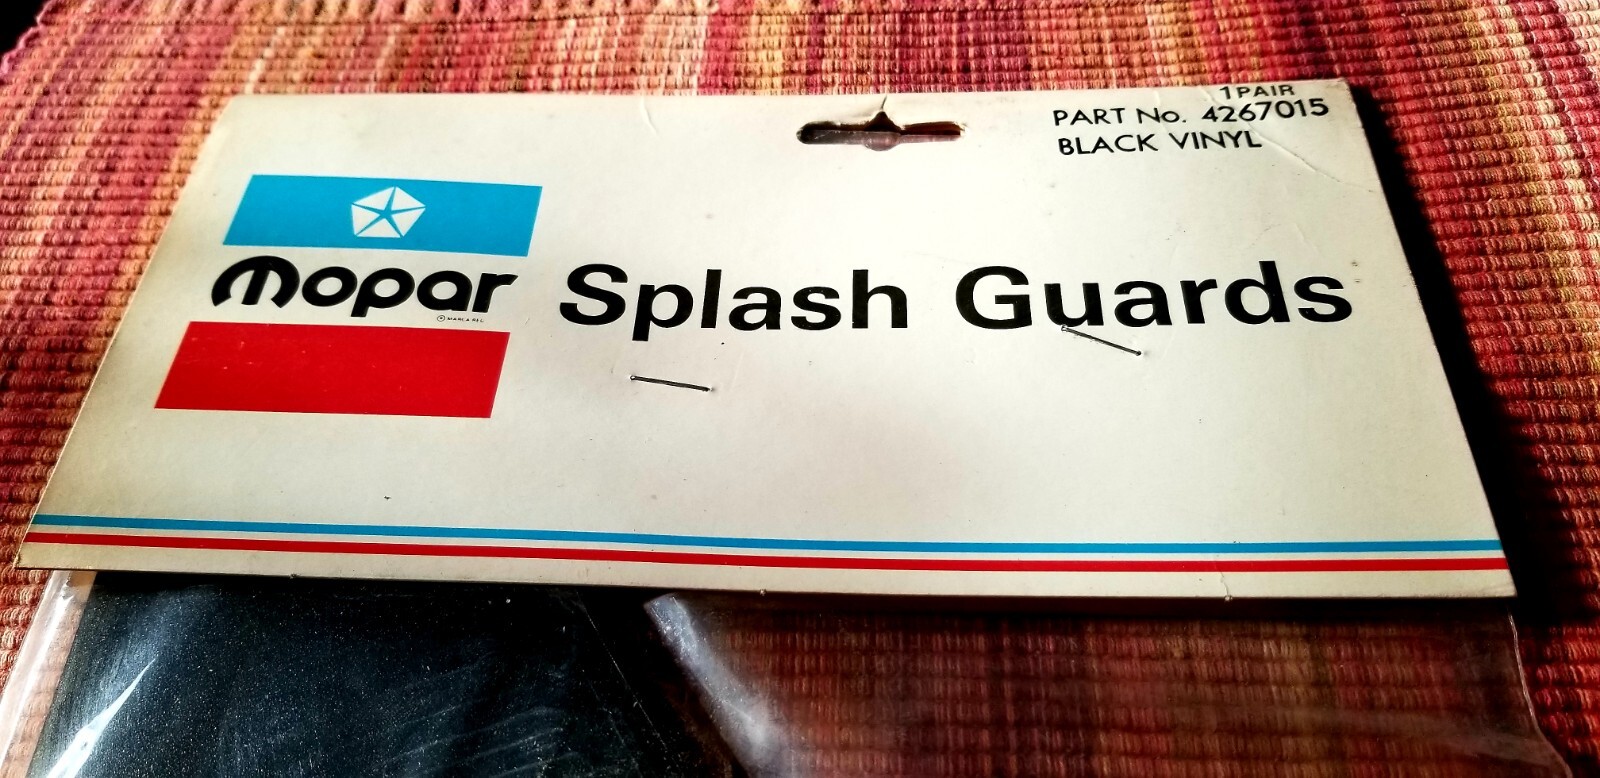 1 PAIR
PART No. 4267015
BLACK VINYL
Mopar
Splash Guards